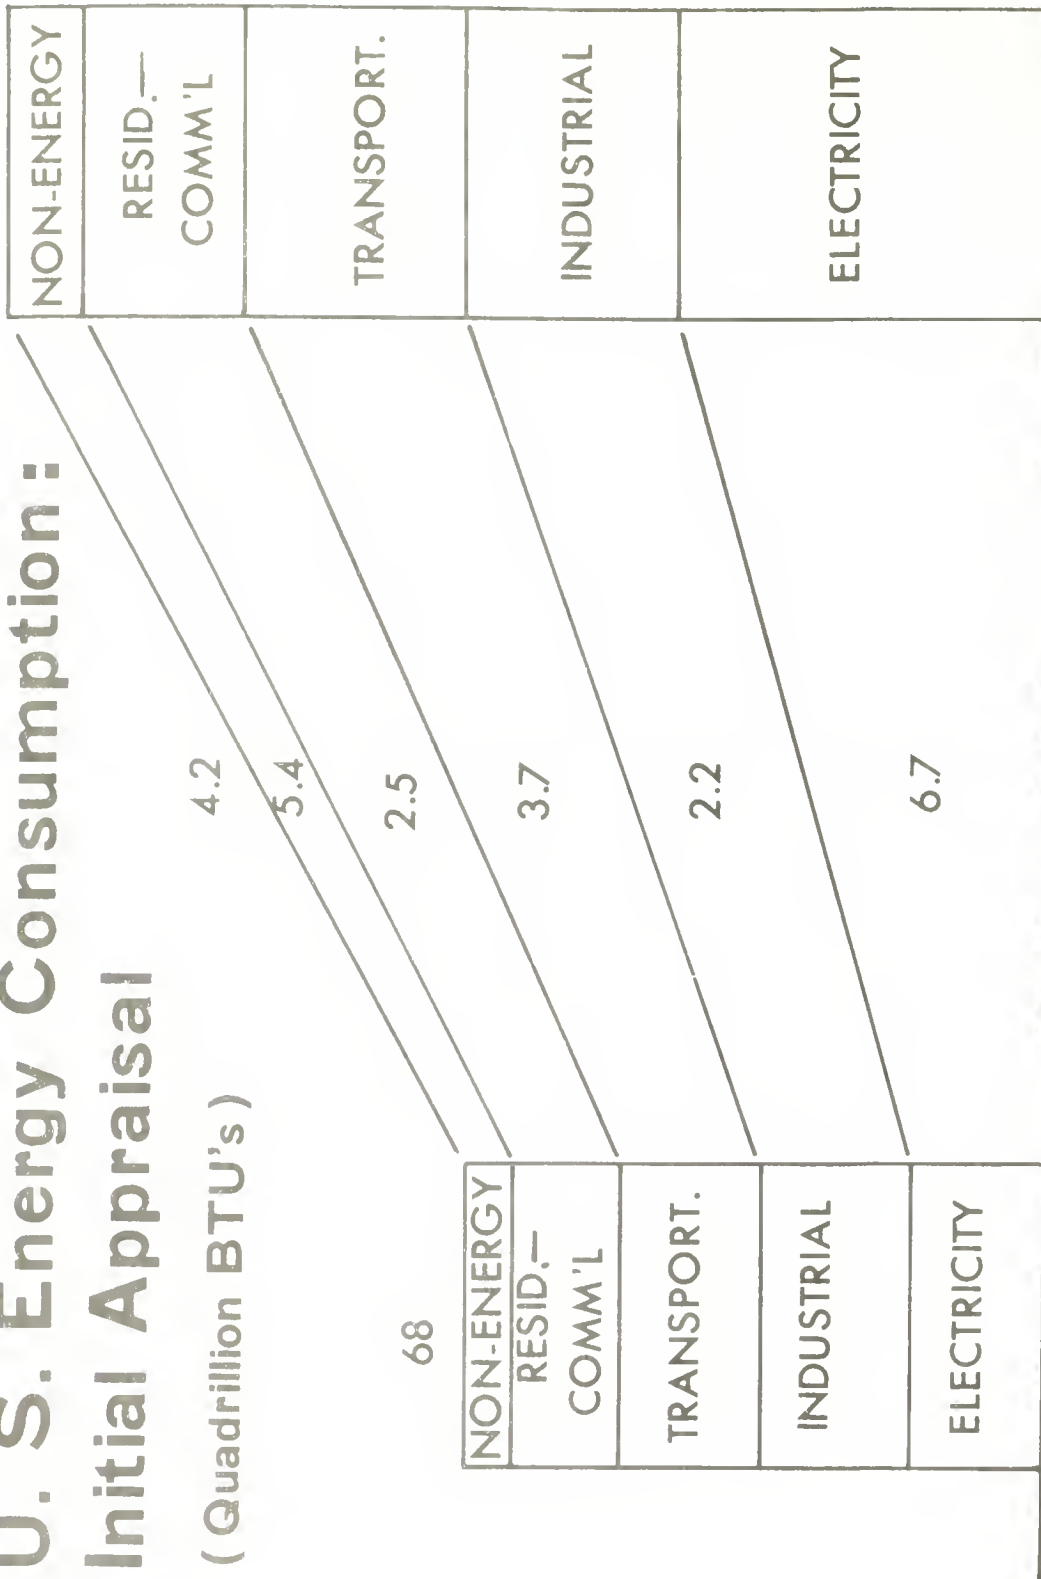 U. S. Energy Consumption:
Initial Appraisal
(Quadrillion BTU's)
68
NON-ENERGY
RESID.—
COMM'L
TRANSPORT.
INDUSTRIAL
ELECTRICITY
4.2
5.4
2.5
3.7
2.2
6.7
NON-ENERGY
RESID.—
COMM'L
TRANSPORT.
INDUSTRIAL
ELECTRICITY